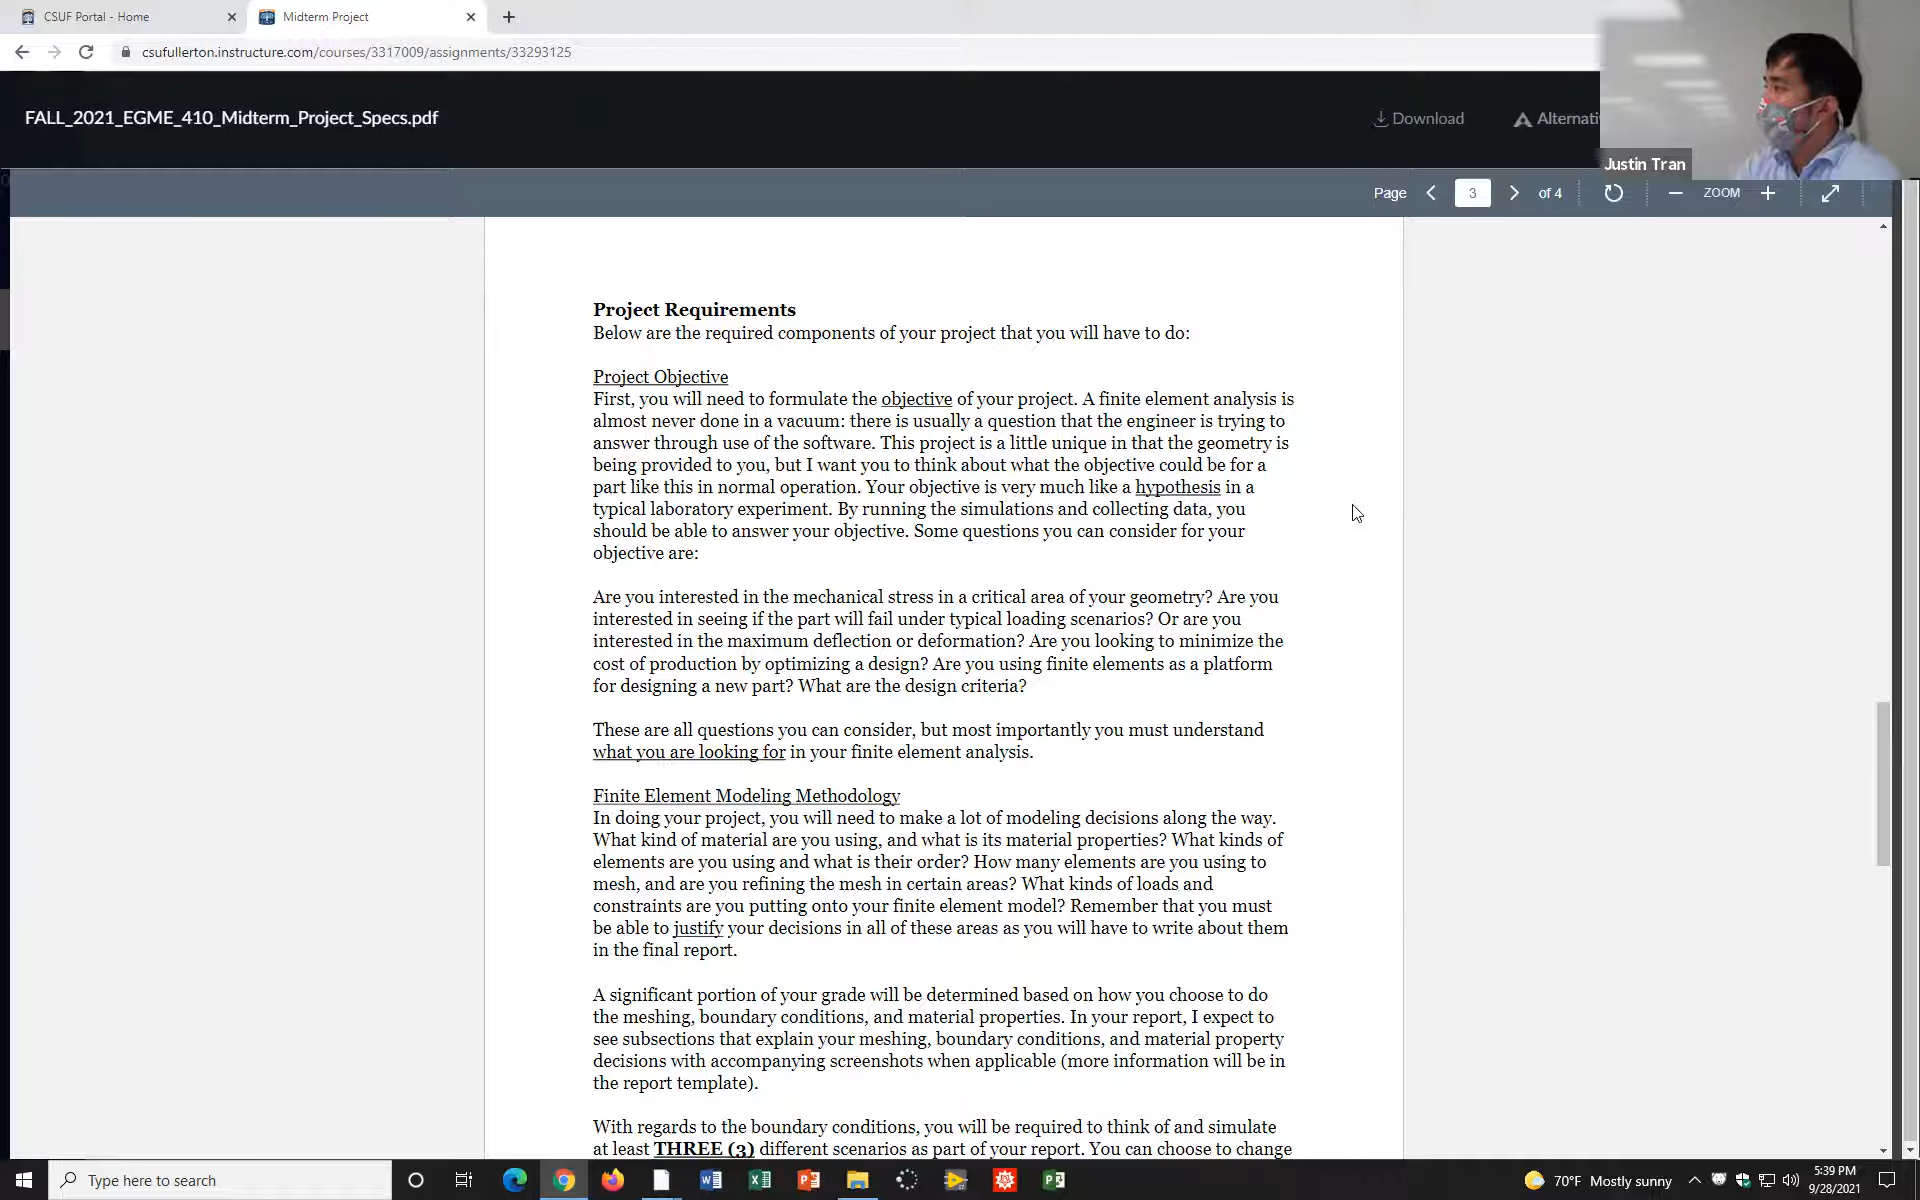 CSUF Portal - Home
Midterm Project
csufullerton.instructure.com/courses/3317009/assignments/33293125
FALL_2021_EGME_410_Midterm_Project_Specs.pdf
Download
Alternati
Justin Tran
Page 3 of 4
ZOOM
Project Requirements
Below are the required components of your project that you will have to do:
Project Objective
First, you will need to formulate the objective of your project. A finite element analysis is
almost never done in a vacuum: there is usually a question that the engineer is trying to
answer through use of the software. This project is a little unique in that the geometry is
being provided to you, but I want you to think about what the objective could be for a
part like this in normal operation. Your objective is very much like a hypothesis in a
typical laboratory experiment. By running the simulations and collecting data, you
should be able to answer your objective. Some questions you can consider for your
objective are:
Are you interested in the mechanical stress in a critical area of your geometry? Are you
interested in seeing if the part will fail under typical loading scenarios? Or are you
interested in the maximum deflection or deformation? Are you looking to minimize the
cost of production by optimizing a design? Are you using finite elements as a platform
for designing a new part? What are the design criteria?
These are all questions you can consider, but most importantly you must understand
what you are looking for in your finite element analysis.
Finite Element Modeling Methodology
In doing your project, you will need to make a lot of modeling decisions along the way.
What kind of material are you using, and what is its material properties? What kinds of
elements are you using and what is their order? How many elements are you using to
mesh, and are you refining the mesh in certain areas? What kinds of loads and
constraints are you putting onto your finite element model? Remember that you must
be able to justify your decisions in all of these areas as you will have to write about them
in the final report.
A significant portion of your grade will be determined based on how you choose to do
the meshing, boundary conditions, and material properties. In your report, I expect to
see subsections that explain your meshing, boundary conditions, and material property
decisions with accompanying screenshots when applicable (more information will be in
the report template).
With regards to the boundary conditions, you will be required to think of and simulate
at least THREE (3) different scenarios as part of your report. You can choose to change
Type here to search
70°F Mostly sunny
5:39 PM
9/28/2021